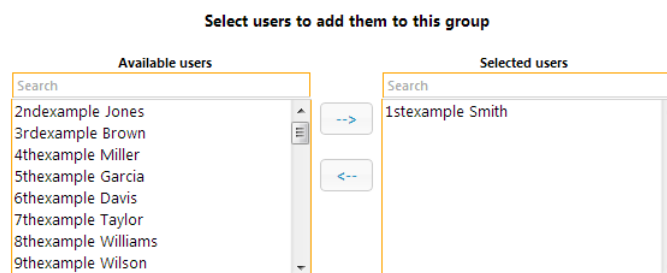 Select users to add them to this group
Available users
Search
2ndexample Jones
3rdexample Brown
4thexample Miller
5thexample Garcia
6thexample Davis
7thexample Taylor
8thexample Williams
9thexample Wilson
-->
<--
Selected users
Search
1stexample Smith